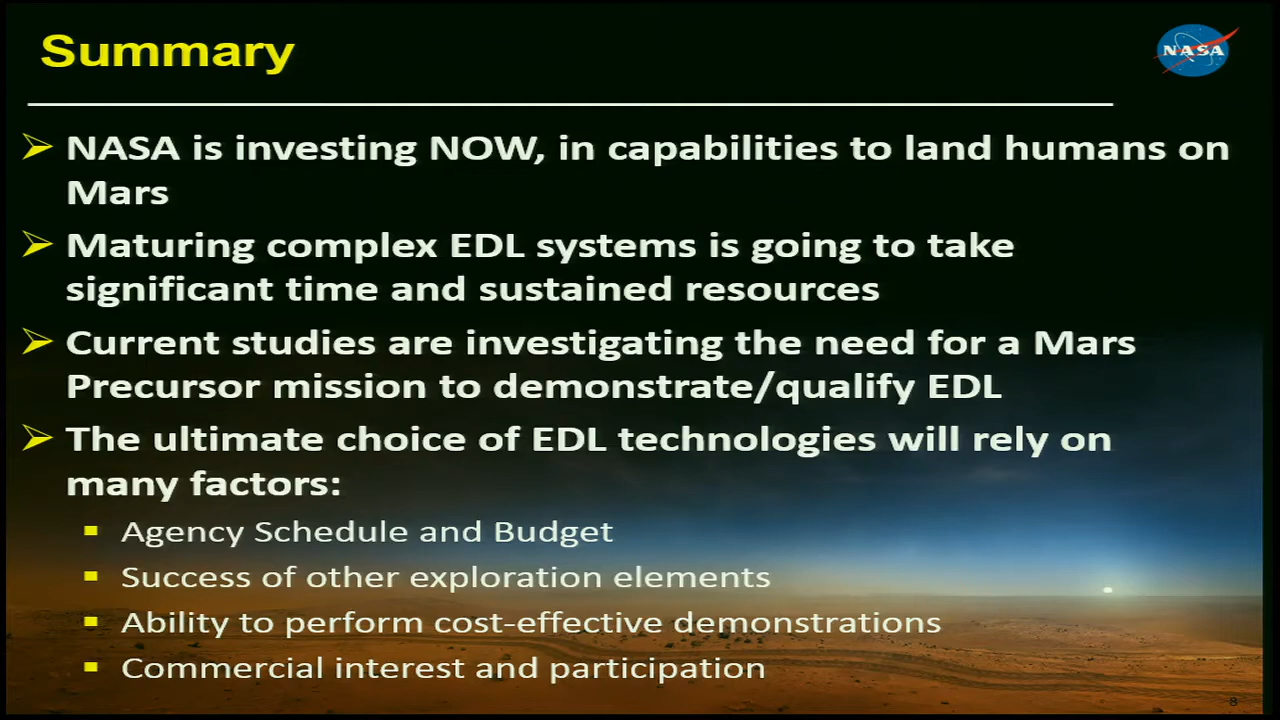 Summary
NASA
➢ NASA is investing NOW, in capabilities to land humans on
Mars
➢ Maturing complex EDL systems is going to take
significant time and sustained resources
➢ Current studies are investigating the need for a Mars
Precursor mission to demonstrate/qualify EDL
➢ The ultimate choice of EDL technologies will rely on
many factors:
▪ Agency Schedule and Budget
▪ Success of other exploration elements
▪ Ability to perform cost-effective demonstrations
▪ Commercial interest and participation
8